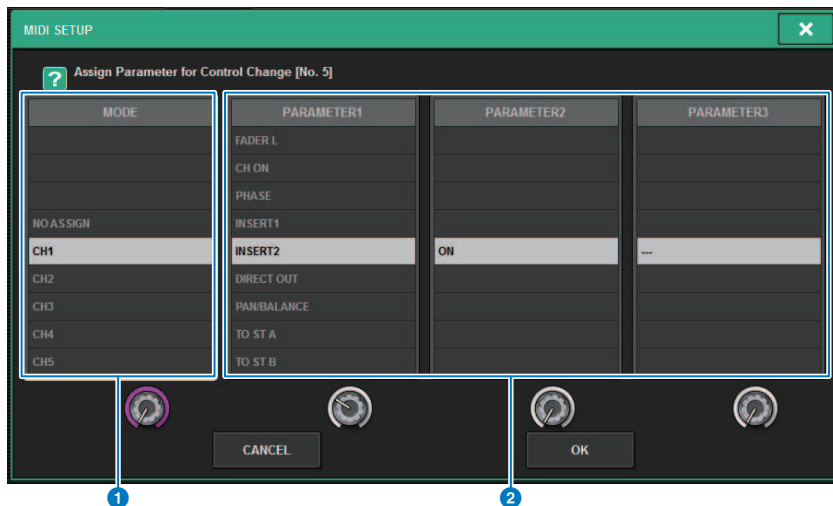 MIDI SETUP
?
Assign Parameter for Control Change [No. 5]
MODE
NO ASSIGN
CH1
CH2
CH3
CH4
CH5
PARAMETER1
FADER L
CH ON
PHASE
INSERT1
INSERT2
DIRECT OUT
PAN/BALANCE
TO ST A
TO ST B
PARAMETER2
ON
PARAMETER3
---
CANCEL
OK
1
2